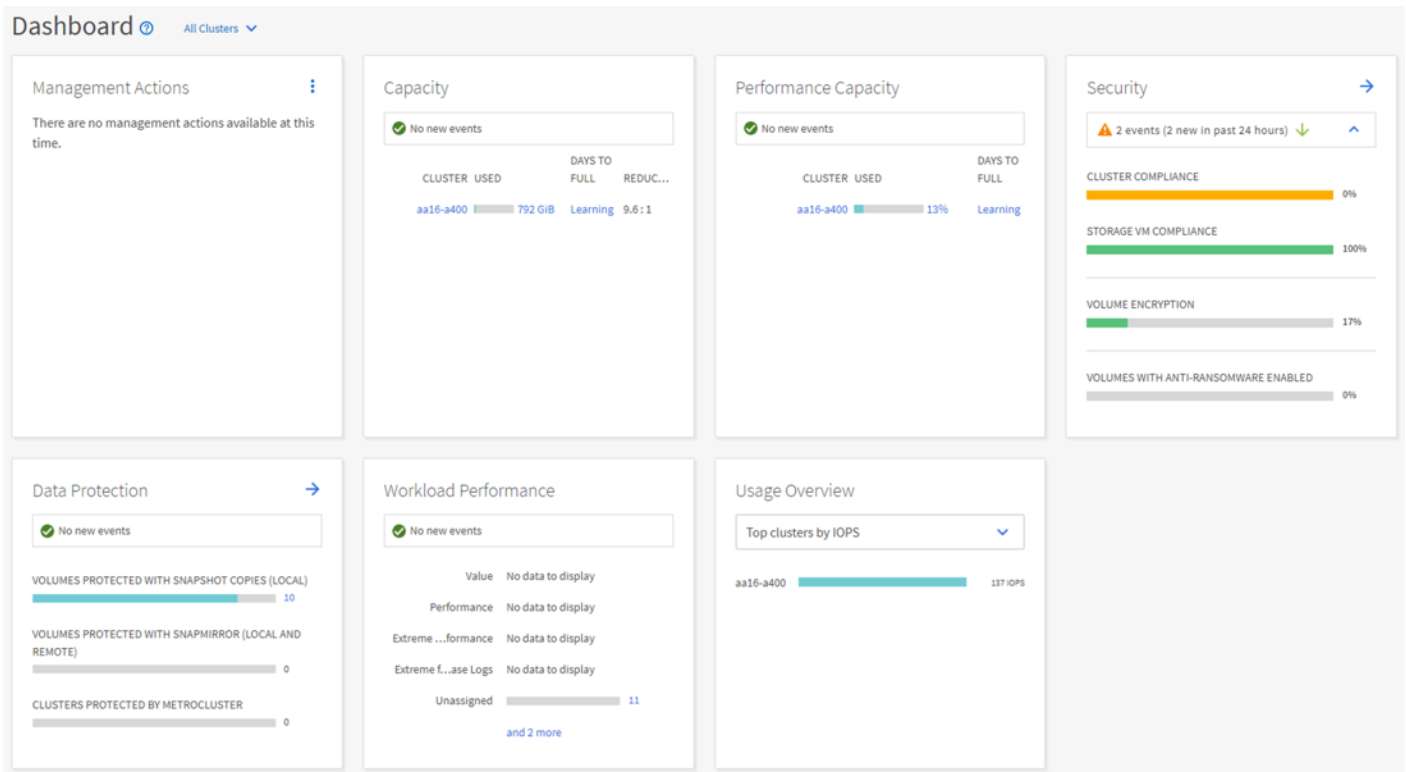 Dashboard
All Clusters
Management Actions
There are no management actions available at this
time.
Capacity
No new events
CLUSTER USED DAYS TO FULL REDUC...
aa16-a400 792 GiB Learning 9.6 : 1
Performance Capacity
No new events
CLUSTER USED DAYS TO FULL
aa16-a400 13% Learning
Security
2 events (2 new in past 24 hours)
CLUSTER COMPLIANCE
0%
STORAGE VM COMPLIANCE
100%
VOLUME ENCRYPTION
17%
VOLUMES WITH ANTI-RANSOMWARE ENABLED
0%
Data Protection
No new events
VOLUMES PROTECTED WITH SNAPSHOT COPIES (LOCAL)
10
VOLUMES PROTECTED WITH SNAPMIRROR (LOCAL AND
REMOTE)
0
CLUSTERS PROTECTED BY METROCLUSTER
0
Workload Performance
No new events
Value No data to display
Performance No data to display
Extreme ...formance No data to display
Extreme f...ase Logs No data to display
Unassigned 11
and 2 more
Usage Overview
Top clusters by IOPS
aa16-a400 137 IOPS